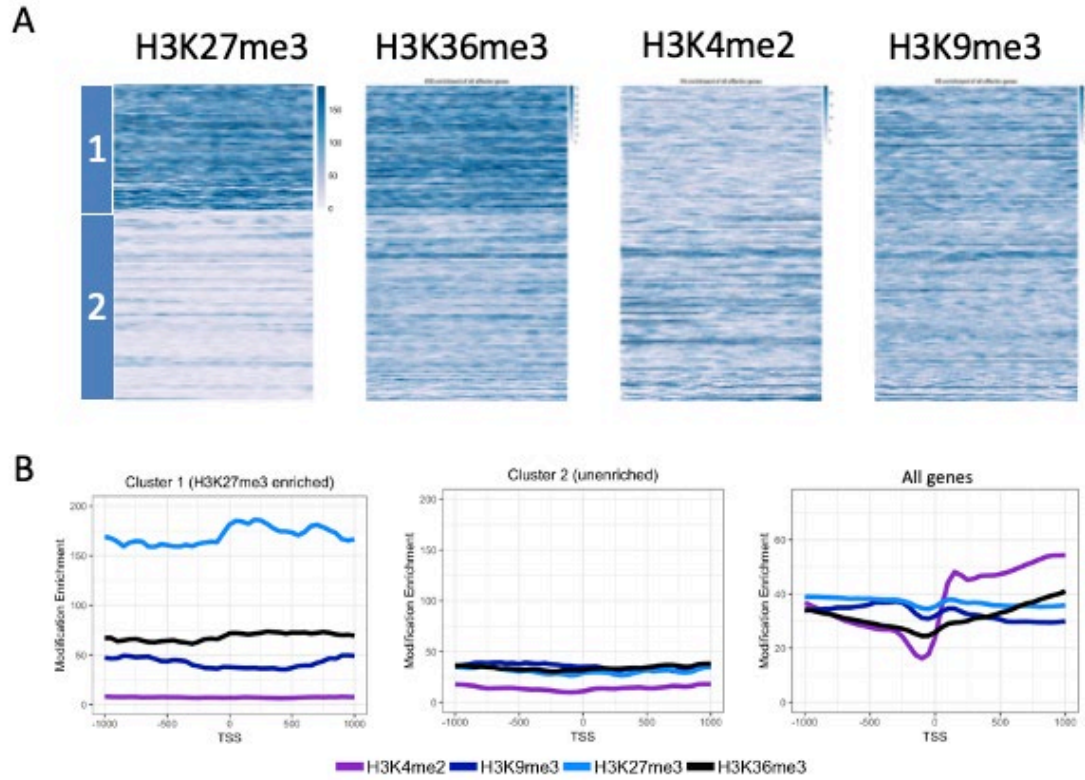 A
H3K27me3 H3K36me3 H3K4me2 H3K9me3
1
2
150
100
50
0
B
Cluster 1 (H3K27me3 enriched)
Modification Enrichment
200
150
100
50
0
-1000 -500 0 500 1000
TSS
Cluster 2 (unenriched)
Modification Enrichment
200
150
100
50
0
-1000 -500 0 500 1000
TSS
All genes
Modification Enrichment
60
40
20
0
-1000 -500 0 500 1000
TSS
H3K4me2 H3K9me3 H3K27me3 H3K36me3